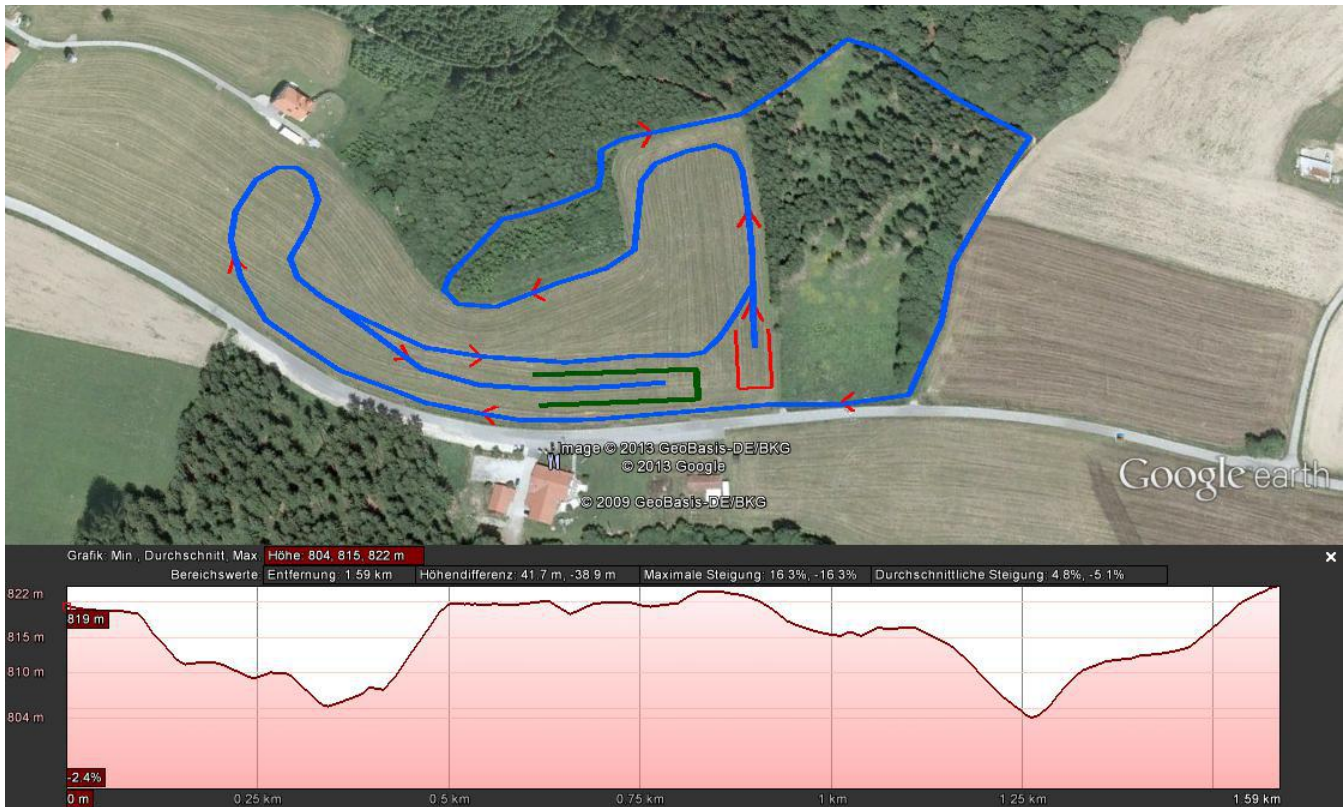 Image © 2013 GeoBasis-DE/BKG
© 2013 Google
© 2009 GeoBasis-DE/BKG
Google earth
Grafik: Min., Durchschnitt, Max. Höhe: 804, 815, 822 m
Bereichswerte: Entfernung: 1.59 km Höhendifferenz: 41.7 m, -38.9 m Maximale Steigung: 16.3%, -16.3% Durchschnittliche Steigung: 4.8%, -5.1%
822 m
819 m
815 m
810 m
804 m
-2.4%
0 m 0.25 km 0.5 km 0.75 km 1 km 1.25 km 1.59 km